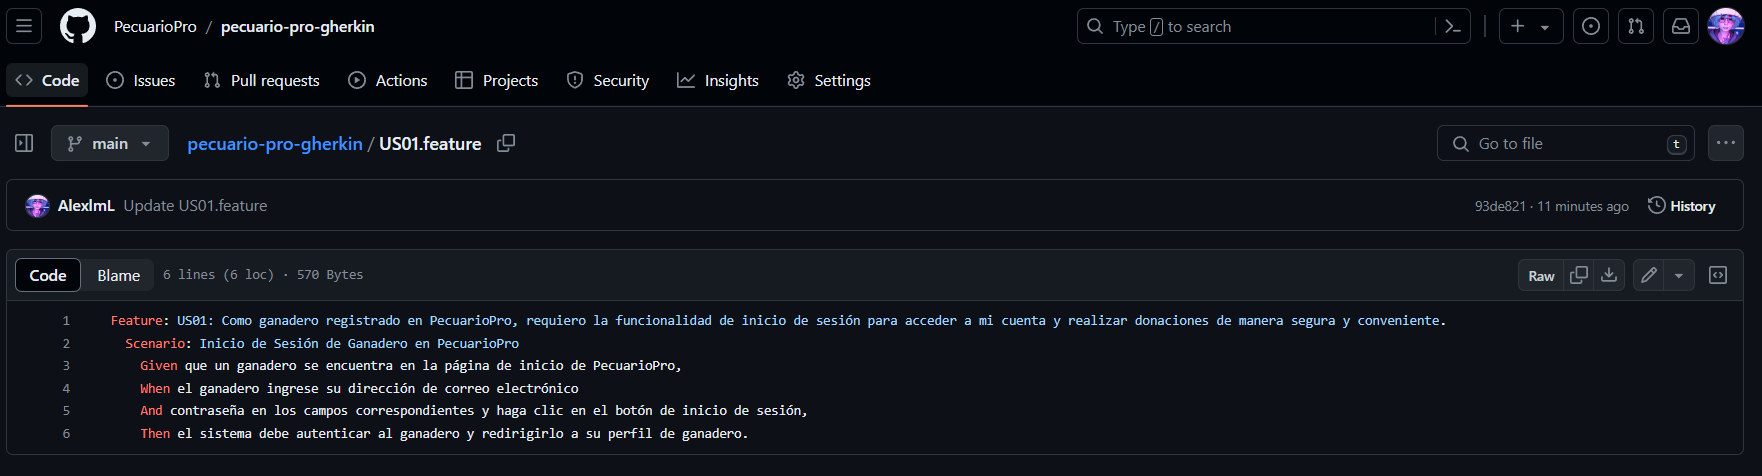 PecuarioPro / pecuario-pro-gherkin
Type / to search
Code Issues Pull requests Actions Projects Security Insights Settings
main pecuario-pro-gherkin / US01.feature
Go to file t
AlexlmL Update US01.feature
93de821 · 11 minutes ago History
Code Blame 6 lines (6 loc) · 570 Bytes
Raw
1 Feature: US01: Como ganadero registrado en PecuarioPro, requiero la funcionalidad de inicio de sesión para acceder a mi cuenta y realizar donaciones de manera segura y conveniente.
2 Scenario: Inicio de Sesión de Ganadero en PecuarioPro
3 Given que un ganadero se encuentra en la página de inicio de PecuarioPro,
4 When el ganadero ingrese su dirección de correo electrónico
5 And contraseña en los campos correspondientes y haga clic en el botón de inicio de sesión,
6 Then el sistema debe autenticar al ganadero y redirigirlo a su perfil de ganadero.